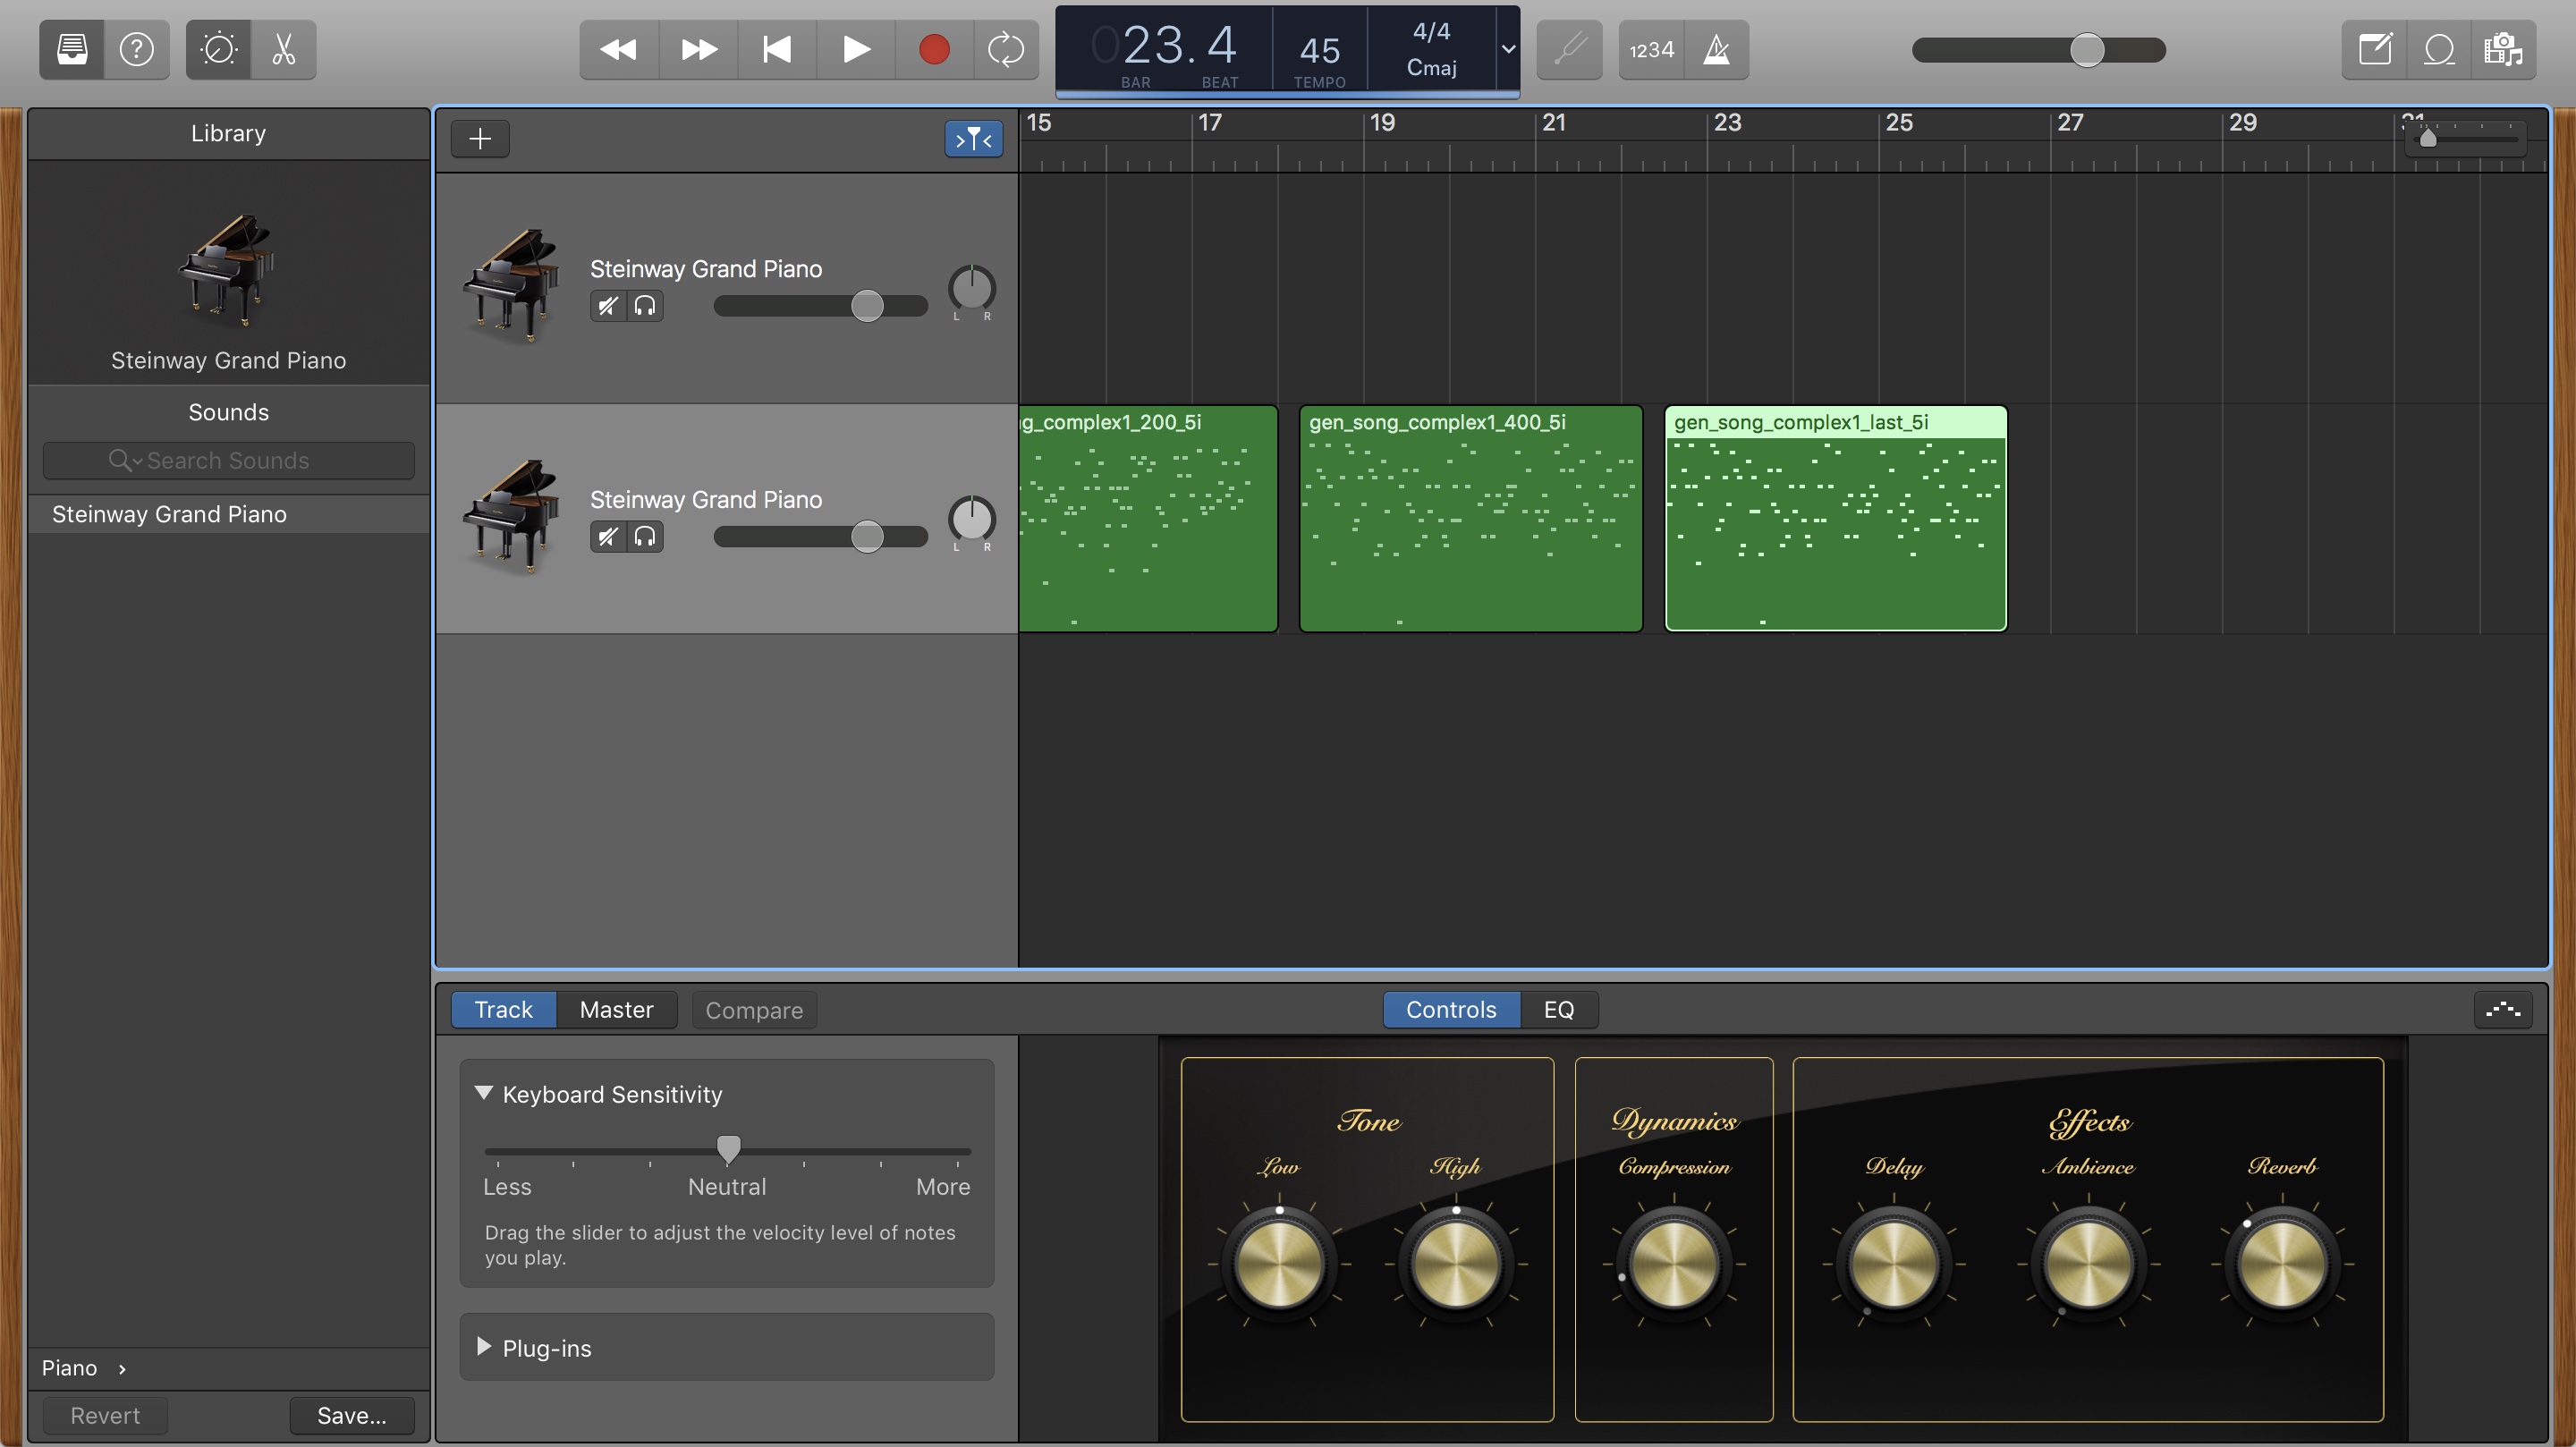 023.4
BAR BEAT
45
TEMPO
4/4
Cmaj
1234
Library
Steinway Grand Piano
Sounds
Search Sounds
Steinway Grand Piano
Piano
Revert
Save...
15 17 19 21 23 25 27 29 31
Steinway Grand Piano
L R
Steinway Grand Piano
L R
g_complex1_200_5i
gen_song_complex1_400_5i
gen_song_complex1_last_5i
Track
Master
Compare
Controls
EQ
Keyboard Sensitivity
Less Neutral More
Drag the slider to adjust the velocity level of notes
you play.
Plug-ins
Tone
Low High
Dynamics
Compression
Effects
Delay Ambience Reverb